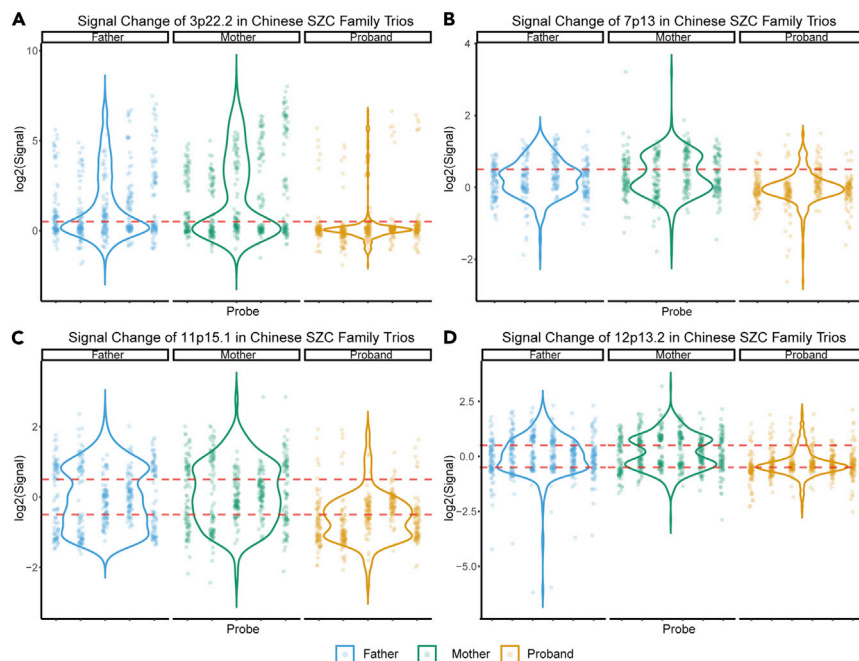 A
Signal Change of 3p22.2 in Chinese SZC Family Trios
Father Mother Proband
10
5
0
log2(Signal)
Probe
B
Signal Change of 7p13 in Chinese SZC Family Trios
Father Mother Proband
4
2
0
−2
log2(Signal)
Probe
C
Signal Change of 11p15.1 in Chinese SZC Family Trios
Father Mother Proband
2
0
−2
log2(Signal)
Probe
D
Signal Change of 12p13.2 in Chinese SZC Family Trios
Father Mother Proband
2.5
0.0
−2.5
−5.0
log2(Signal)
Probe
Father Mother Proband